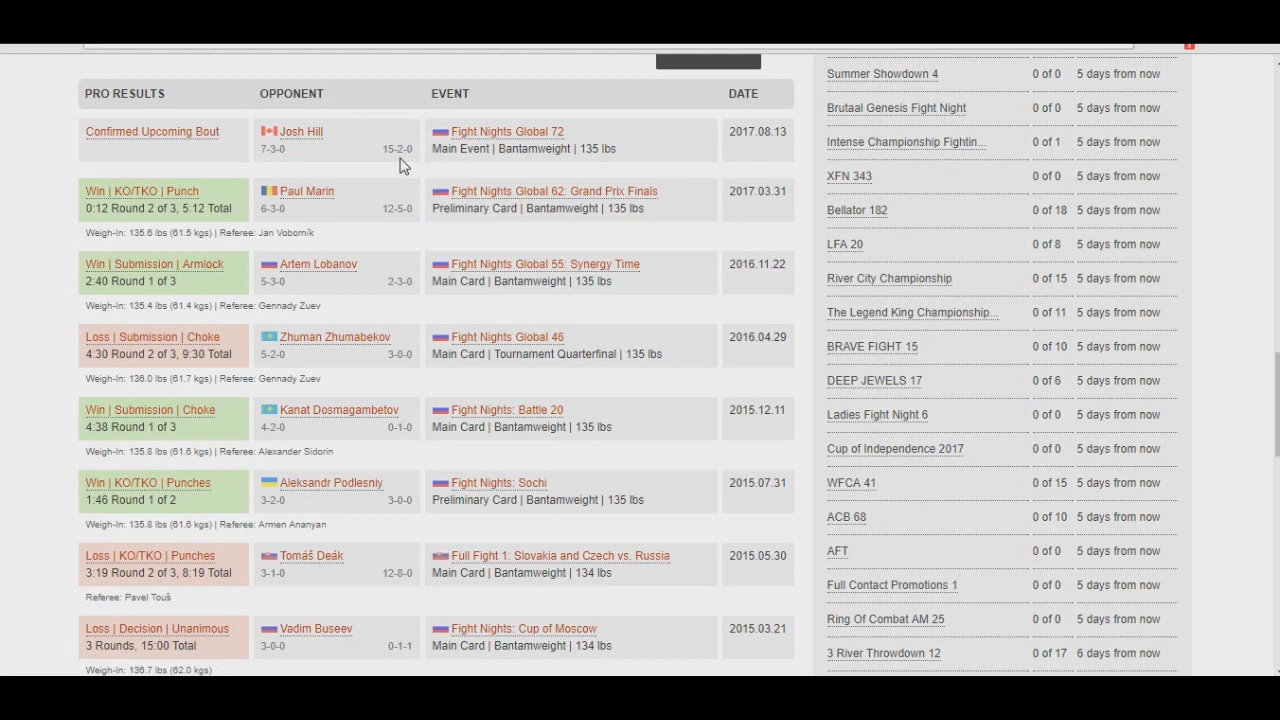 3
PRO RESULTS OPPONENT EVENT DATE
Confirmed Upcoming Bout Josh Hill Fight Nights Global 72 2017.08.13
7-3-0 15-2-0 Main Event | Bantamweight | 135 lbs
Win | KO/TKO | Punch Paul Marin Fight Nights Global 62: Grand Prix Finals 2017.03.31
0:12 Round 2 of 3, 5:12 Total 6-3-0 12-5-0 Preliminary Card | Bantamweight | 135 lbs
Weigh-In: 135.6 lbs (61.5 kgs) | Referee: Jan Voborník
Win | Submission | Armlock Artem Lobanov Fight Nights Global 55: Synergy Time 2016.11.22
2:40 Round 1 of 3 5-3-0 2-3-0 Main Card | Bantamweight | 135 lbs
Weigh-In: 135.4 lbs (61.4 kgs) | Referee: Gennady Zuev
Loss | Submission | Choke Zhuman Zhumabekov Fight Nights Global 46 2016.04.29
4:30 Round 2 of 3, 9:30 Total 5-2-0 3-0-0 Main Card | Tournament Quarterfinal | 135 lbs
Weigh-In: 136.0 lbs (61.7 kgs) | Referee: Gennady Zuev
Win | Submission | Choke Kanat Dosmagambetov Fight Nights: Battle 20 2015.12.11
4:38 Round 1 of 3 4-2-0 0-1-0 Main Card | Bantamweight | 135 lbs
Weigh-In: 135.8 lbs (61.6 kgs) | Referee: Alexander Sidorin
Win | KO/TKO | Punches Aleksandr Podlesniy Fight Nights: Sochi 2015.07.31
1:46 Round 1 of 2 3-2-0 3-0-0 Preliminary Card | Bantamweight | 135 lbs
Weigh-In: 135.8 lbs (61.6 kgs) | Referee: Armen Ananyan
Loss | KO/TKO | Punches Tomáš Deák Full Fight 1: Slovakia and Czech vs. Russia 2015.05.30
3:19 Round 2 of 3, 8:19 Total 3-1-0 12-8-0 Main Card | Bantamweight | 134 lbs
Referee: Pavel Touš
Loss | Decision | Unanimous Vadim Buseev Fight Nights: Cup of Moscow 2015.03.21
3 Rounds, 15:00 Total 3-0-0 0-1-1 Main Card | Bantamweight | 134 lbs
Weigh-In: 136.7 lbs (62.0 kgs)
Summer Showdown 4 0 of 0 5 days from now
Brutaal Genesis Fight Night 0 of 0 5 days from now
Intense Championship Fightin... 0 of 1 5 days from now
XFN 343 0 of 0 5 days from now
Bellator 182 0 of 18 5 days from now
LFA 20 0 of 8 5 days from now
River City Championship 0 of 15 5 days from now
The Legend King Championship... 0 of 11 5 days from now
BRAVE FIGHT 15 0 of 10 5 days from now
DEEP JEWELS 17 0 of 6 5 days from now
Ladies Fight Night 6 0 of 0 5 days from now
Cup of Independence 2017 0 of 0 5 days from now
WFCA 41 0 of 15 5 days from now
ACB 68 0 of 10 5 days from now
AFT 0 of 0 5 days from now
Full Contact Promotions 1 0 of 0 5 days from now
Ring Of Combat AM 25 0 of 0 5 days from now
3 River Throwdown 12 0 of 17 6 days from now